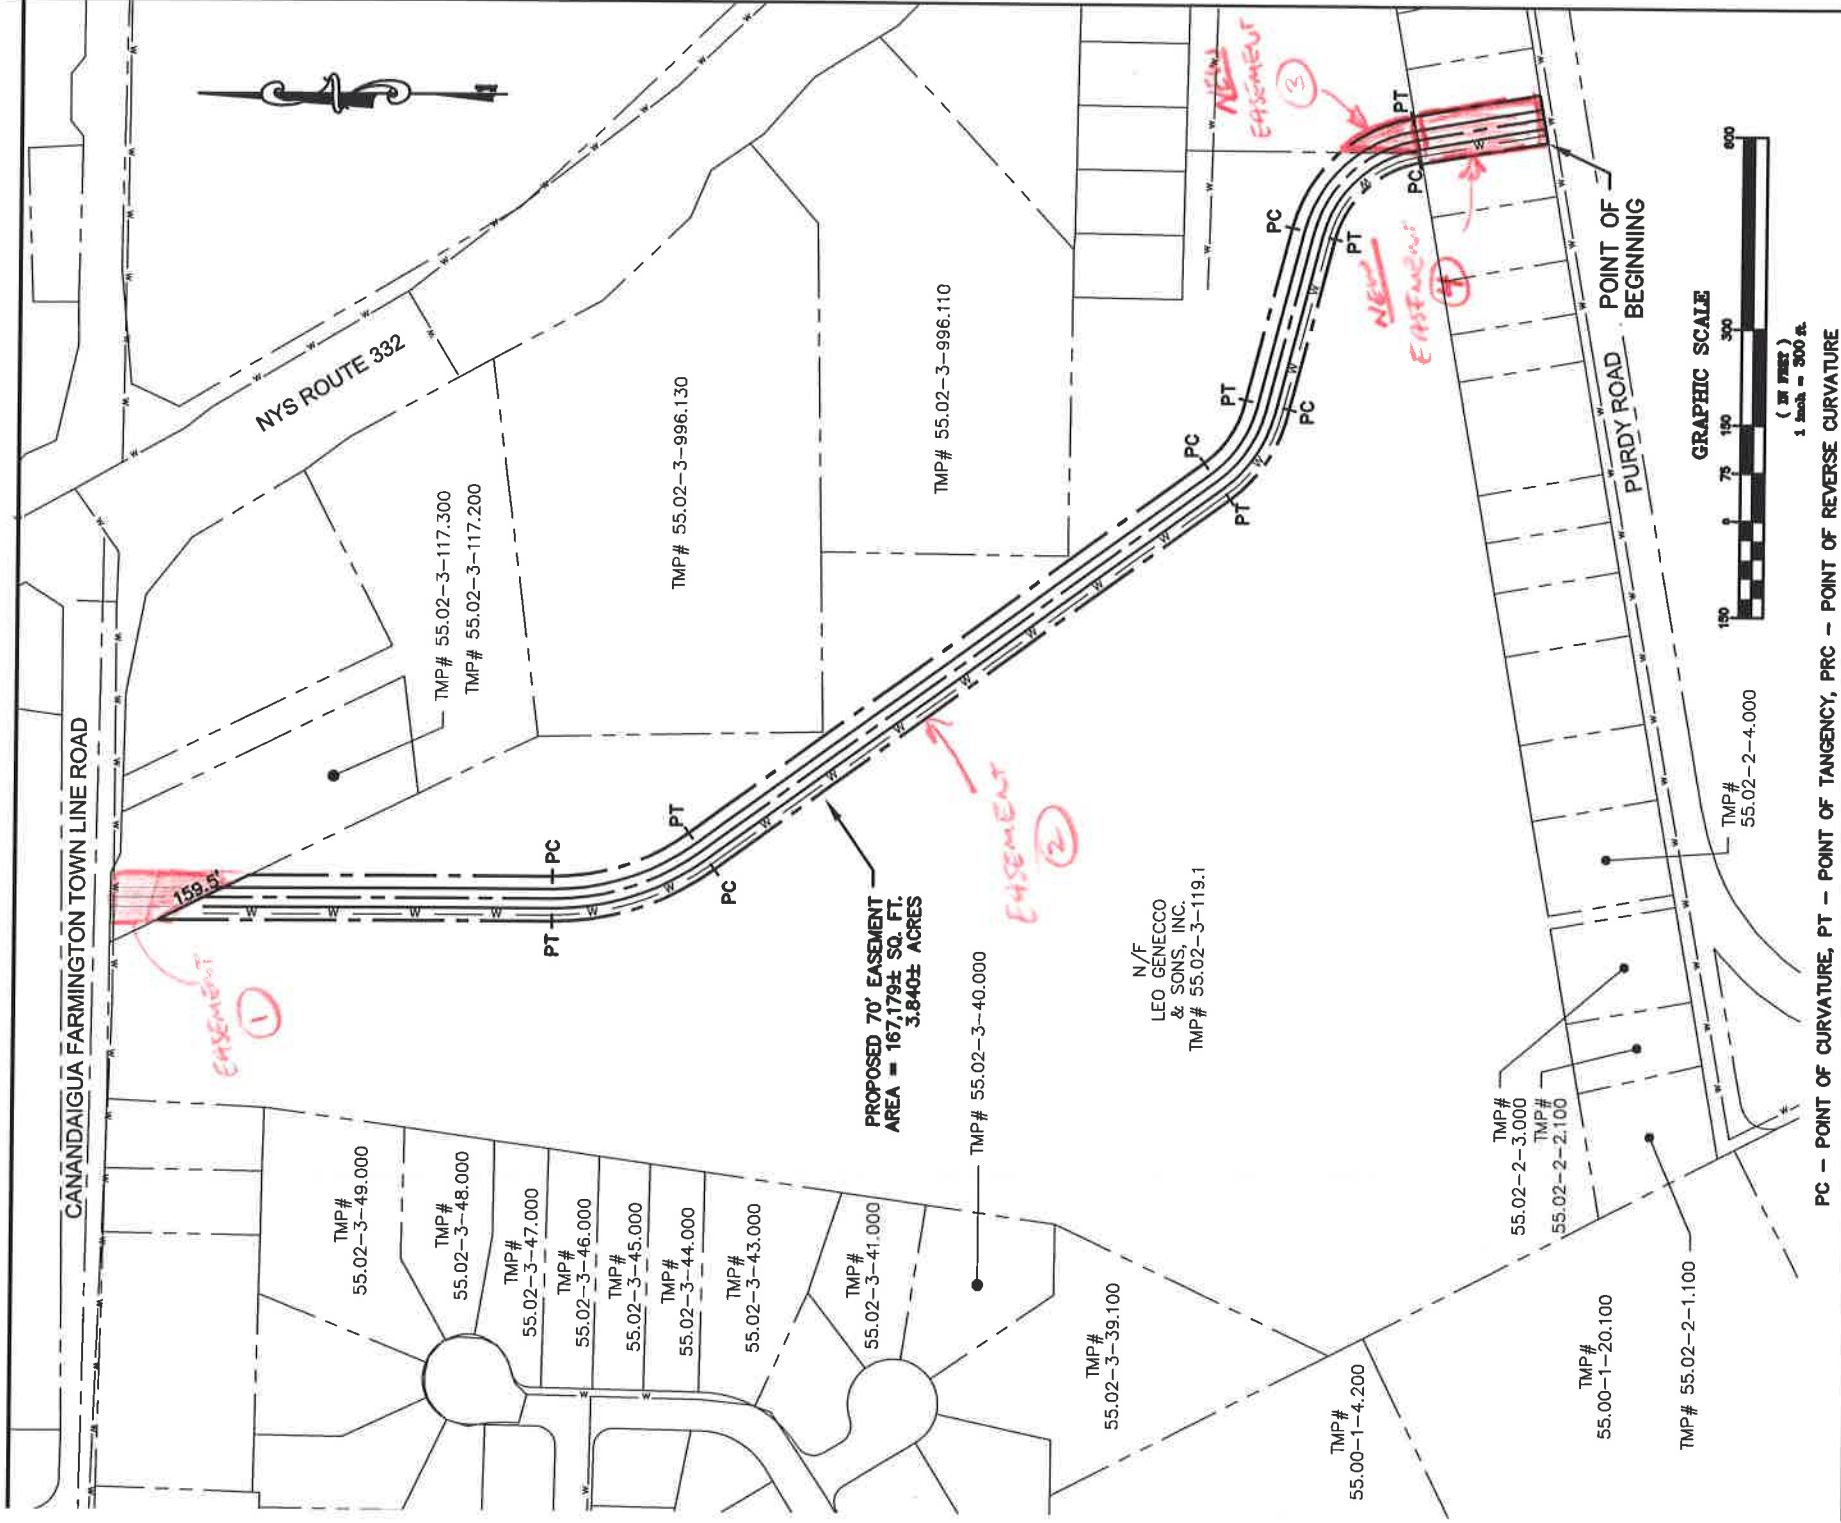 CANANDAIGUA FARMINGTON TOWN LINE ROAD
NYS ROUTE 332
TMP# 55.02-3-117.300
TMP# 55.02-3-117.200
TMP# 55.02-3-996.130
TMP# 55.02-3-996.110
NEW
EASEMENT
3
159.5'
EASEMENT
1
PC
PT
PT
PC
PC
PT
PT
PC
PC
PT
PT
PC
EASEMENT
2
NEW
EASEMENT
4
PROPOSED 70' EASEMENT
AREA = 167,179± SQ. FT.
3.840± ACRES
N/F
LEO GENECCO
& SONS, INC.
TMP# 55.02-3-119.1
TMP#
55.02-3-49.000
TMP#
55.02-3-48.000
TMP#
55.02-3-47.000
TMP#
55.02-3-46.000
TMP#
55.02-3-45.000
TMP#
55.02-3-44.000
TMP#
55.02-3-43.000
TMP#
55.02-3-41.000
TMP# 55.02-3-40.000
TMP#
55.02-3-39.100
TMP#
55.00-1-4.200
TMP#
55.00-1-20.100
TMP# 55.02-2-1.100
TMP#
55.02-2-3.000
TMP#
55.02-2-2.100
TMP#
55.02-2-4.000
PURDY ROAD
POINT OF
BEGINNING
GRAPHIC SCALE
150 0 75 150 300 600
( IN FEET )
1 inch = 300 ft.
PC - POINT OF CURVATURE, PT - POINT OF TANGENCY, PRC - POINT OF REVERSE CURVATURE